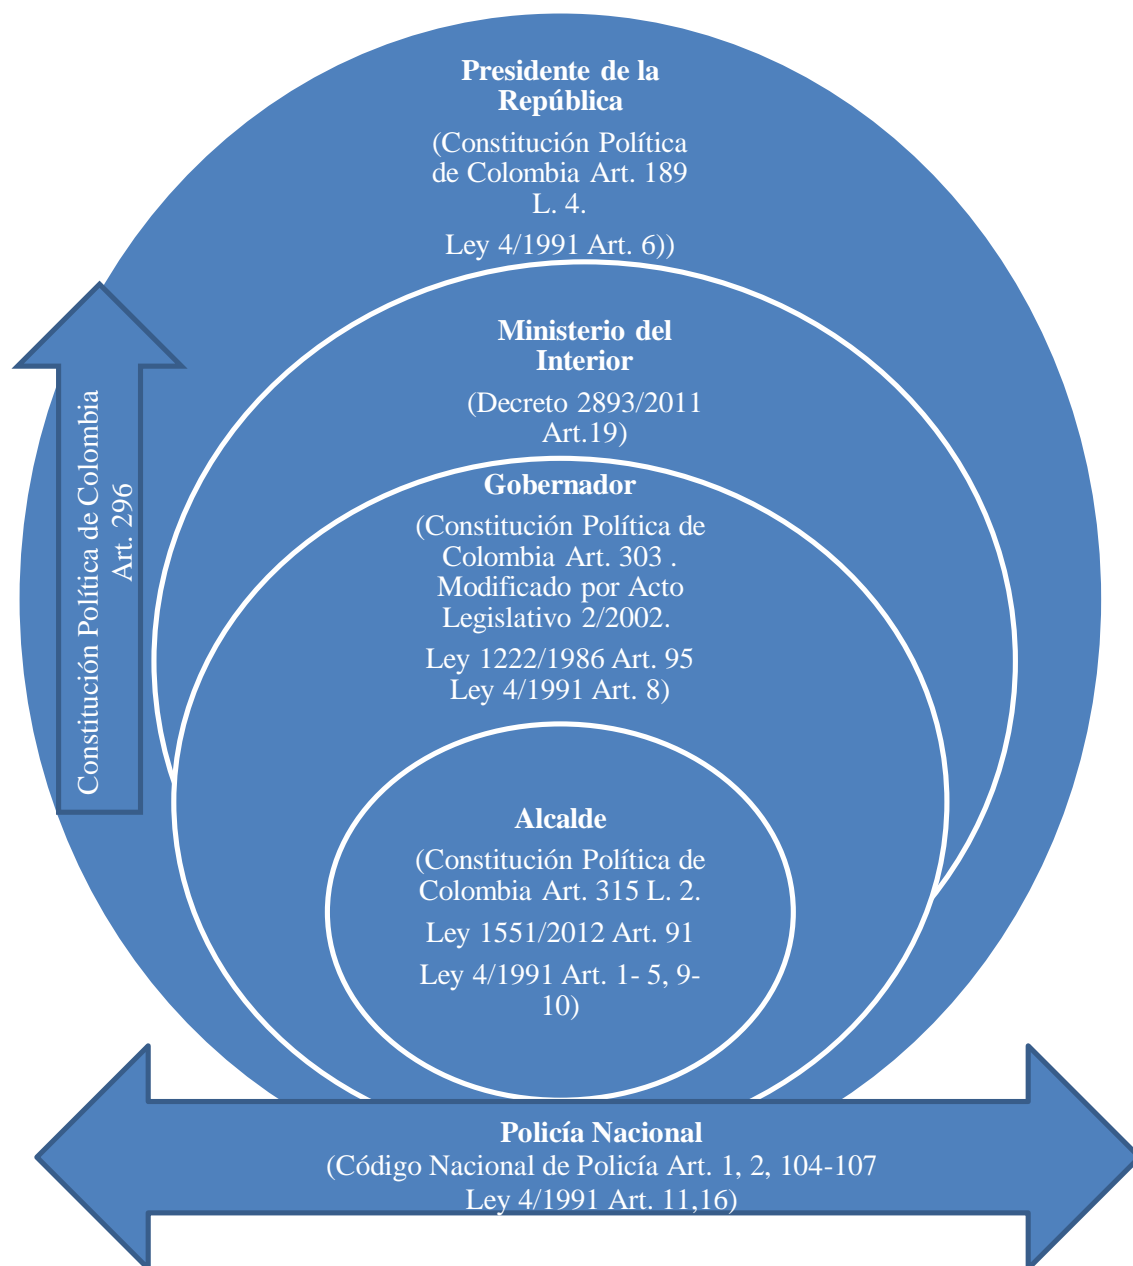 Presidente de la
República
(Constitución Política
de Colombia Art. 189
L. 4.
Ley 4/1991 Art. 6))
Ministerio del
Interior
(Decreto 2893/2011
Art.19)
Constitución Política de Colombia
Art. 296
Gobernador
(Constitución Política de
Colombia Art. 303 .
Modificado por Acto
Legislativo 2/2002.
Ley 1222/1986 Art. 95
Ley 4/1991 Art. 8)
Alcalde
(Constitución Política de
Colombia Art. 315 L. 2.
Ley 1551/2012 Art. 91
Ley 4/1991 Art. 1- 5, 9-
10)
Policía Nacional
(Código Nacional de Policía Art. 1, 2, 104-107
Ley 4/1991 Art. 11,16)